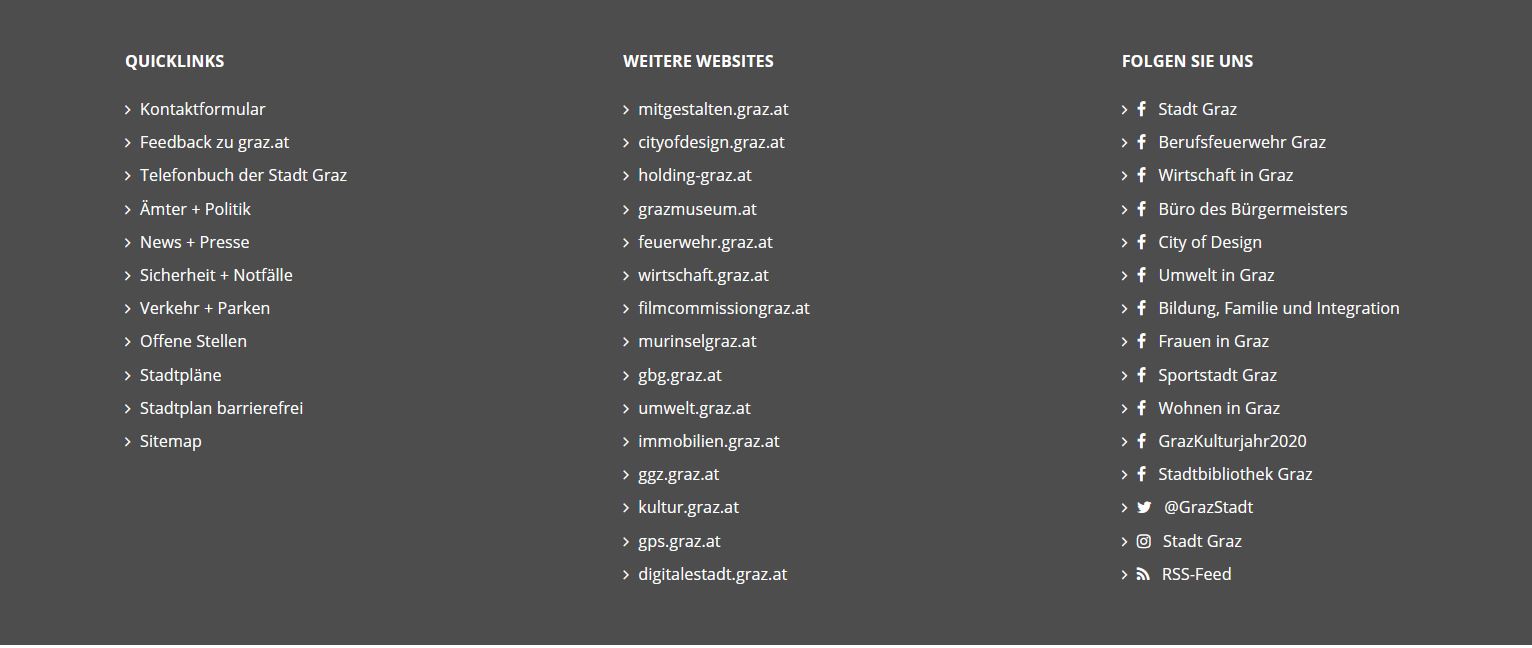 QUICKLINKS
Kontaktformular
Feedback zu graz.at
Telefonbuch der Stadt Graz
Ämter + Politik
News + Presse
Sicherheit + Notfälle
Verkehr + Parken
Offene Stellen
Stadtpläne
Stadtplan barrierefrei
Sitemap
WEITERE WEBSITES
mitgestalten.graz.at
cityofdesign.graz.at
holding-graz.at
grazmuseum.at
feuerwehr.graz.at
wirtschaft.graz.at
filmcommissiongraz.at
murinselgraz.at
gbg.graz.at
umwelt.graz.at
immobilien.graz.at
ggz.graz.at
kultur.graz.at
gps.graz.at
digitalestadt.graz.at
FOLGEN SIE UNS
Stadt Graz
Berufsfeuerwehr Graz
Wirtschaft in Graz
Büro des Bürgermeisters
City of Design
Umwelt in Graz
Bildung, Familie und Integration
Frauen in Graz
Sportstadt Graz
Wohnen in Graz
GrazKulturjahr2020
Stadtbibliothek Graz
@GrazStadt
Stadt Graz
RSS-Feed